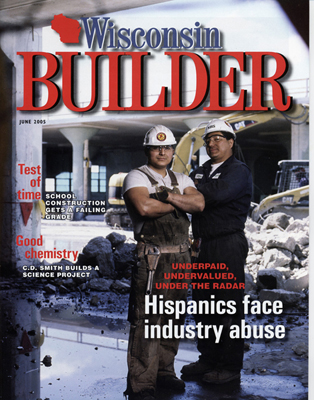 Wisconsin
BUILDER
JUNE 2005
Test
of
time
SCHOOL
CONSTRUCTION
GETS A FAILING
GRADE
Good
chemistry
C.D. SMITH BUILDS A
SCIENCE PROJECT
UNDERPAID,
UNDERVALUED,
UNDER THE RADAR
Hispanics face
industry abuse